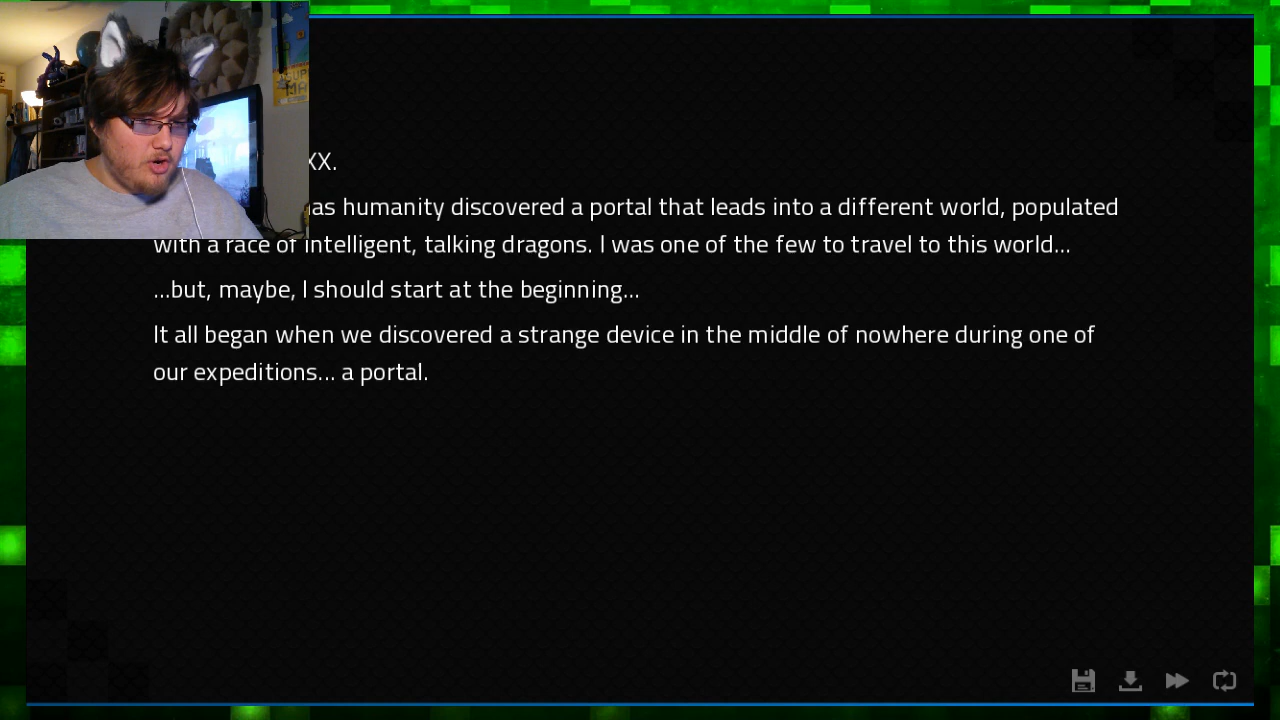 XX.
as humanity discovered a portal that leads into a different world, populated
with a race of intelligent, talking dragons. I was one of the few to travel to this world...
...but, maybe, I should start at the beginning...
It all began when we discovered a strange device in the middle of nowhere during one of
our expeditions... a portal.